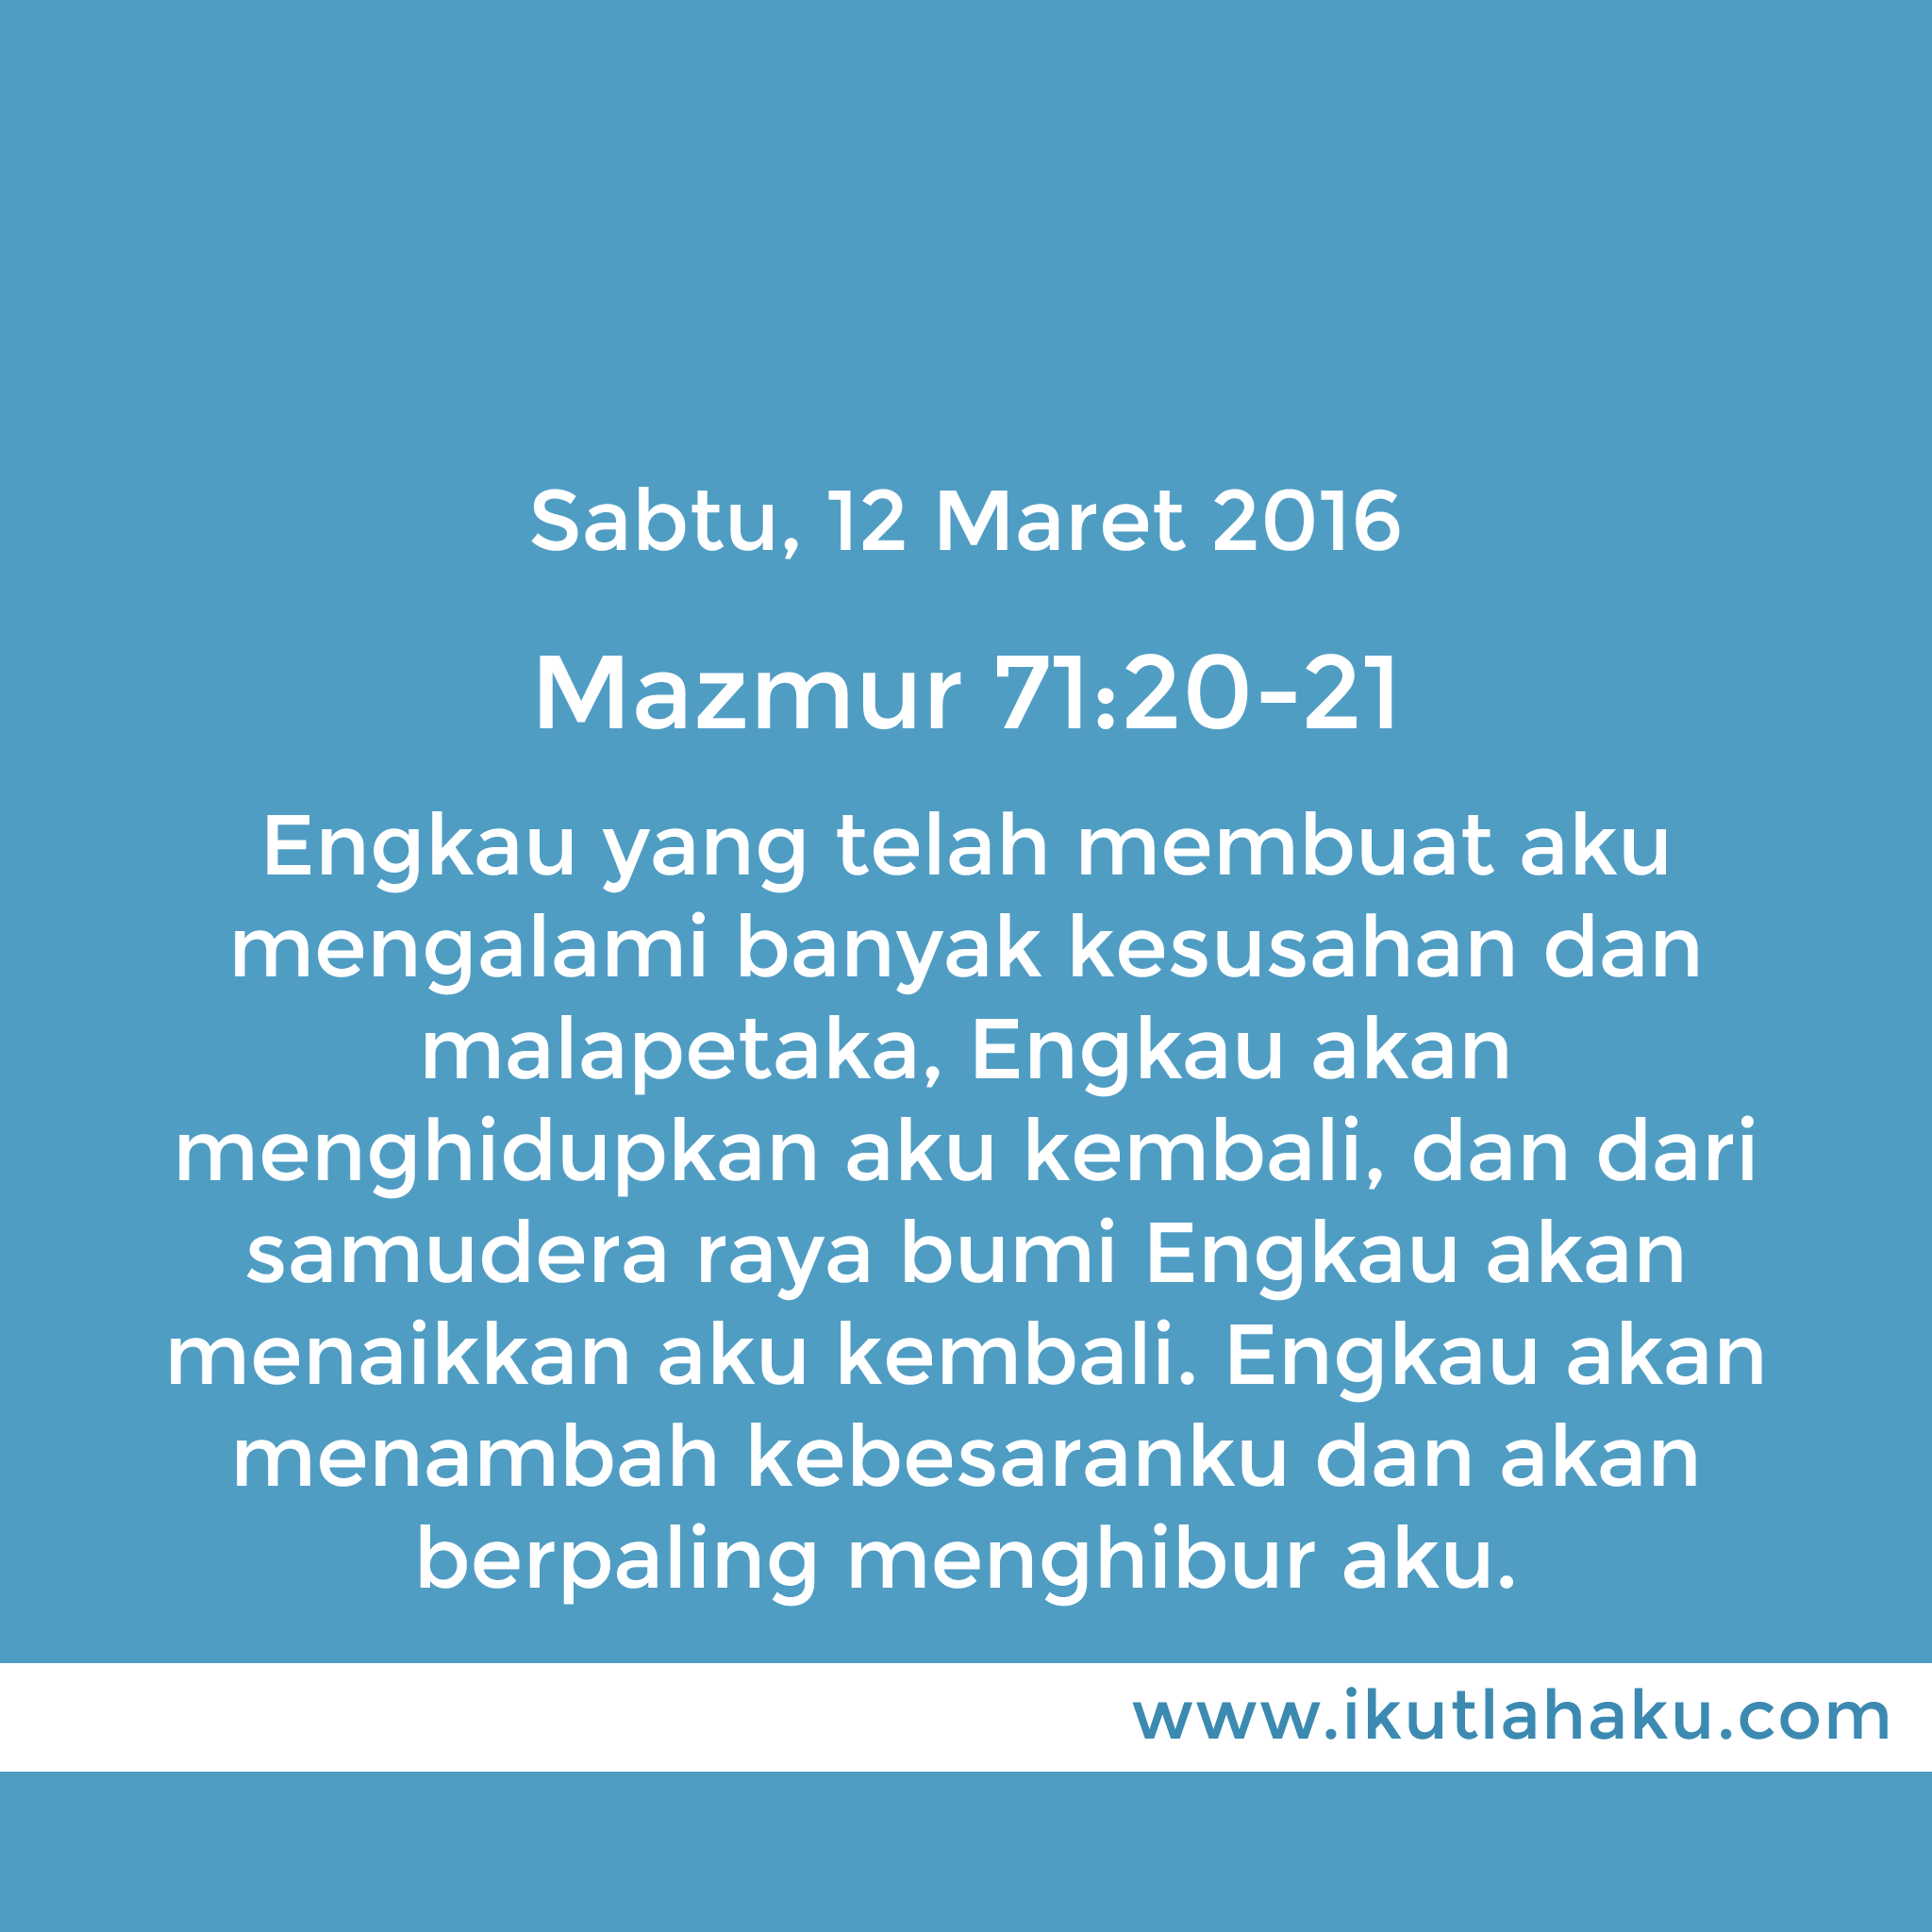 Sabtu, 12 Maret 2016
Mazmur 71:20-21
Engkau yang telah membuat aku
mengalami banyak kesusahan dan
malapetaka, Engkau akan
menghidupkan aku kembali, dan dari
samudera raya bumi Engkau akan
menaikkan aku kembali. Engkau akan
menambah kebesaranku dan akan
berpaling menghibur aku.
www.ikutlahaku.com